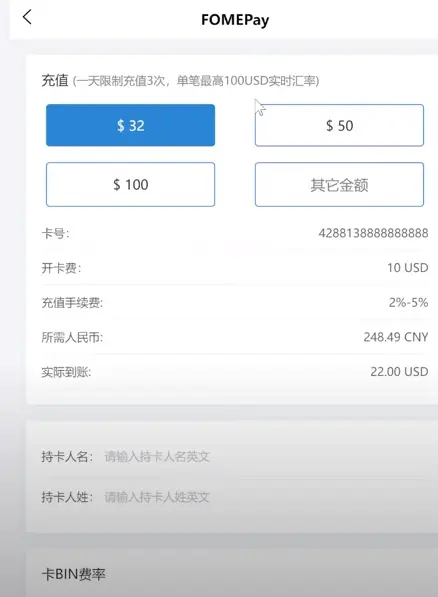 FOMEPay
充值 (一天限制充值3次，单笔最高100USD实时汇率)
$ 32
$ 50
$ 100
其它金额
卡号: 4288138888888888
开卡费: 10 USD
充值手续费: 2%-5%
所需人民币: 248.49 CNY
实际到账: 22.00 USD
持卡人名: 请输入持卡人名英文
持卡人姓: 请输入持卡人姓英文
卡BIN费率